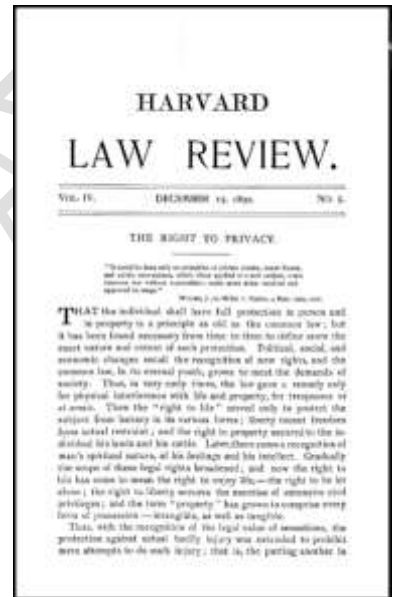 HARVARD
LAW REVIEW.
VOL. IV. DECEMBER 15, 1890. NO. 5.
THE RIGHT TO PRIVACY.
THAT the individual shall have full protection in person and
in property is a principle as old as the common law; but
it has been found necessary from time to time to define anew the
exact nature and extent of such protection. Political, social, and
economic changes entail the recognition of new rights, and the
common law, in its eternal youth, grows to meet the demands of
society. Thus, in very early times, the law gave a remedy only
for physical interference with life and property, for trespasses vi
et armis. Then the "right to life" served only to protect the
subject from battery in its various forms; liberty meant freedom
from actual restraint; and the right to property secured to the in-
dividual his lands and his cattle. Later, there came a recognition of
man's spiritual nature, of his feelings and his intellect. Gradually
the scope of these legal rights broadened; and now the right to
life has come to mean the right to enjoy life,—the right to be let
alone; the right to liberty secures the exercise of extensive civil
privileges; and the term "property" has grown to comprise every
form of possession — intangible, as well as tangible.
Thus, with the recognition of the legal value of sensations, the
protection against actual bodily injury was extended to prohibit
mere attempts to do such injury; that is, the putting another in